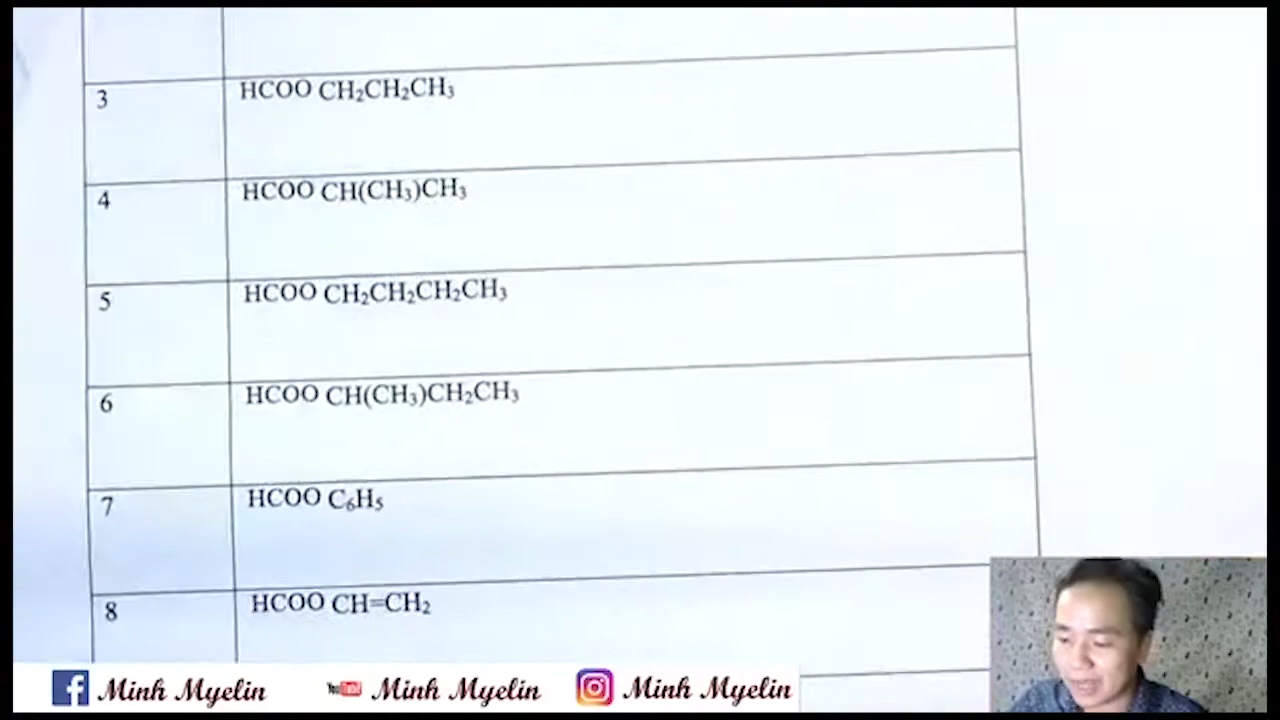 3 HCOO CH₂CH₂CH₃
4 HCOO CH(CH₃)CH₃
5 HCOO CH₂CH₂CH₂CH₃
6 HCOO CH(CH₃)CH₂CH₃
7 HCOO C₆H₅
8 HCOO CH=CH₂
Minh Myelin YouTube Minh Myelin Minh Myelin